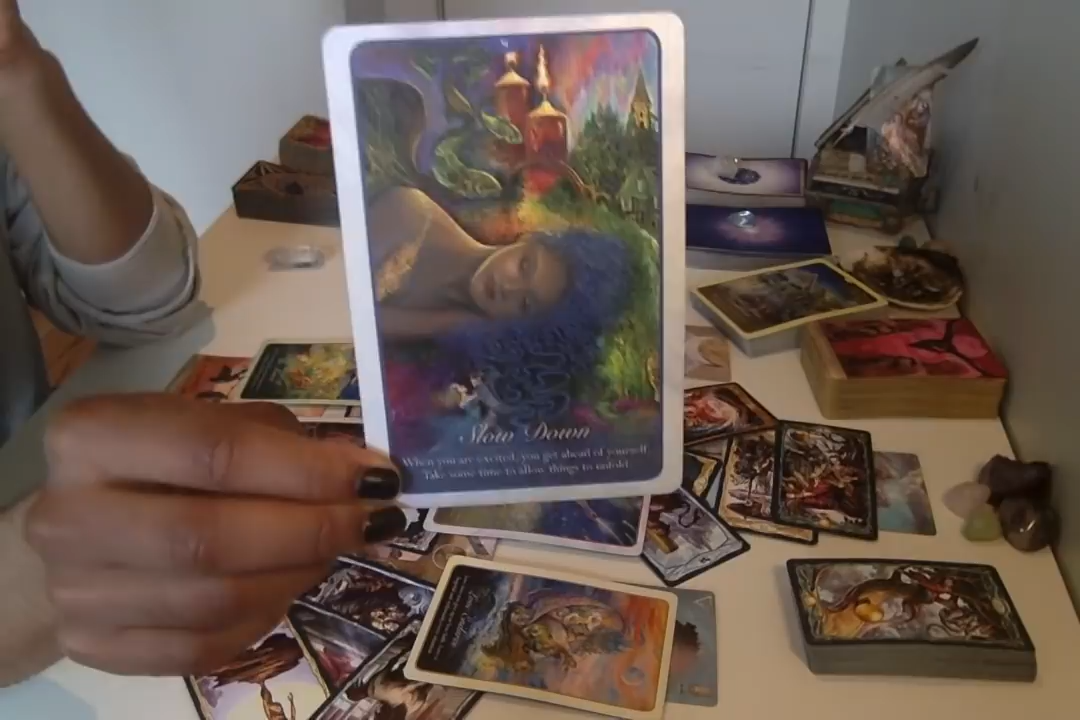 Slow Down
When you are excited, you get ahead of yourself.
Take some time to allow things to unfold.